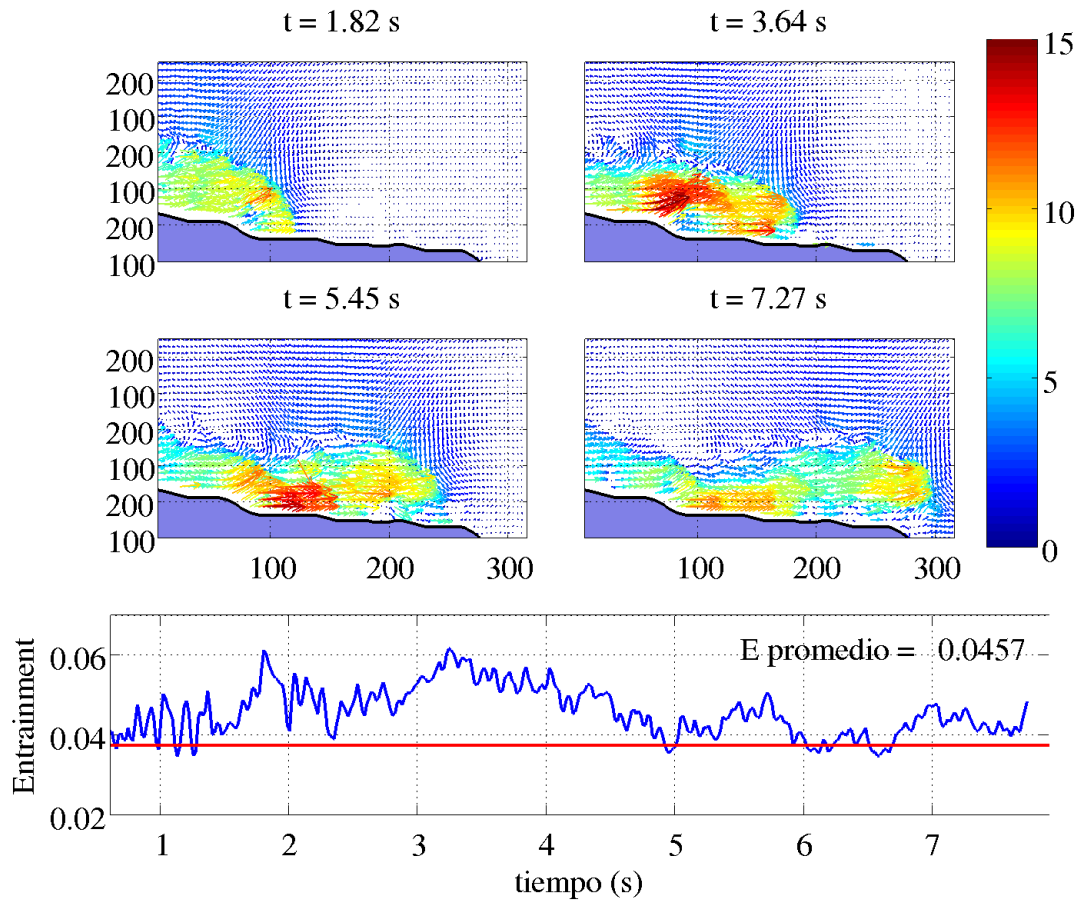 t = 1.82 s
t = 3.64 s
200
100
200
100
200
100
15
10
5
0
t = 5.45 s
t = 7.27 s
200
100
200
100
200
100
100 200 300
100 200 300
Entrainment
0.06
0.04
0.02
E promedio = 0.0457
1 2 3 4 5 6 7
tiempo (s)